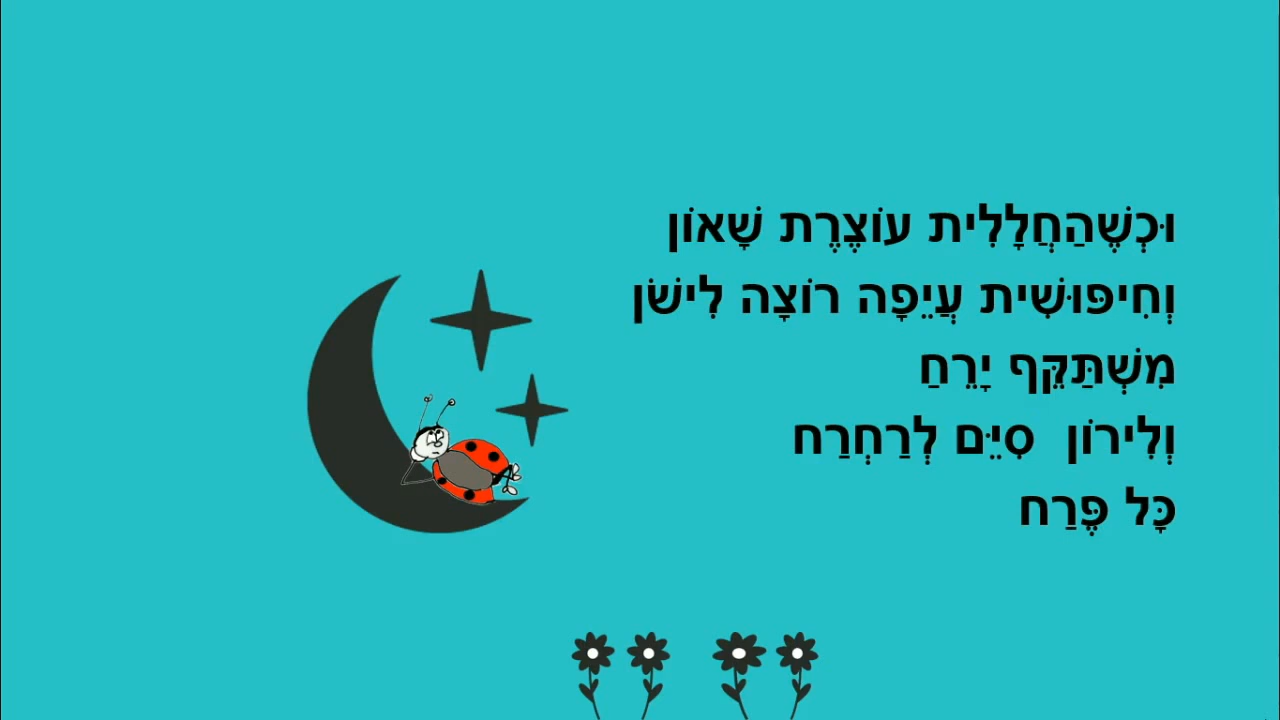 וּכְשֶׁהַחֲלָלִית עוֹצֶרֶת שָׁאוֹן
וְחִיפּוּשִׁית עֲיֵפָה רוֹצָה לִישֹׁן
מִשְׁתַּקֵּף יָרֵחַ
וְלִירוֹן  סִיֵּם לְרַחְרַח
כָּל פֶּרַח